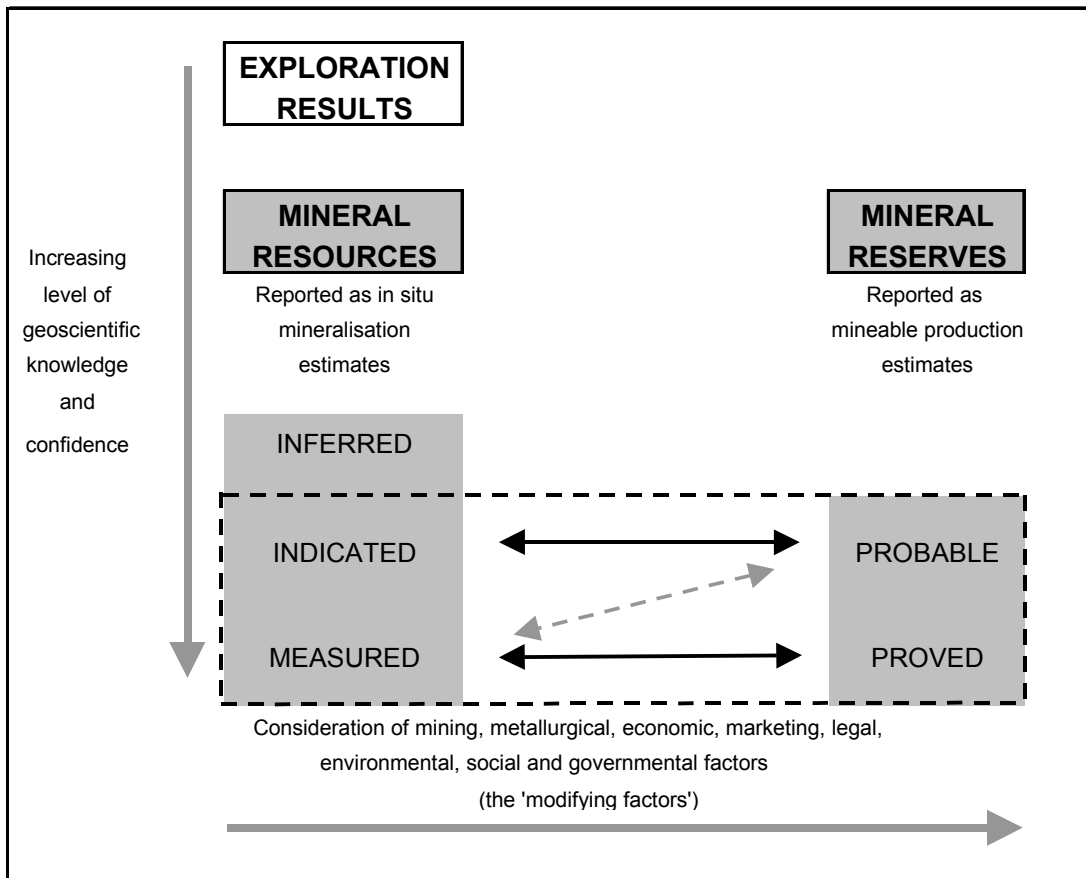 EXPLORATION
RESULTS
MINERAL
RESOURCES
MINERAL
RESERVES
Increasing
level of
geoscientific
knowledge
and
confidence
Reported as in situ
mineralisation
estimates
Reported as
mineable production
estimates
INFERRED
INDICATED
PROBABLE
MEASURED
PROVED
Consideration of mining, metallurgical, economic, marketing, legal,
environmental, social and governmental factors
(the 'modifying factors')